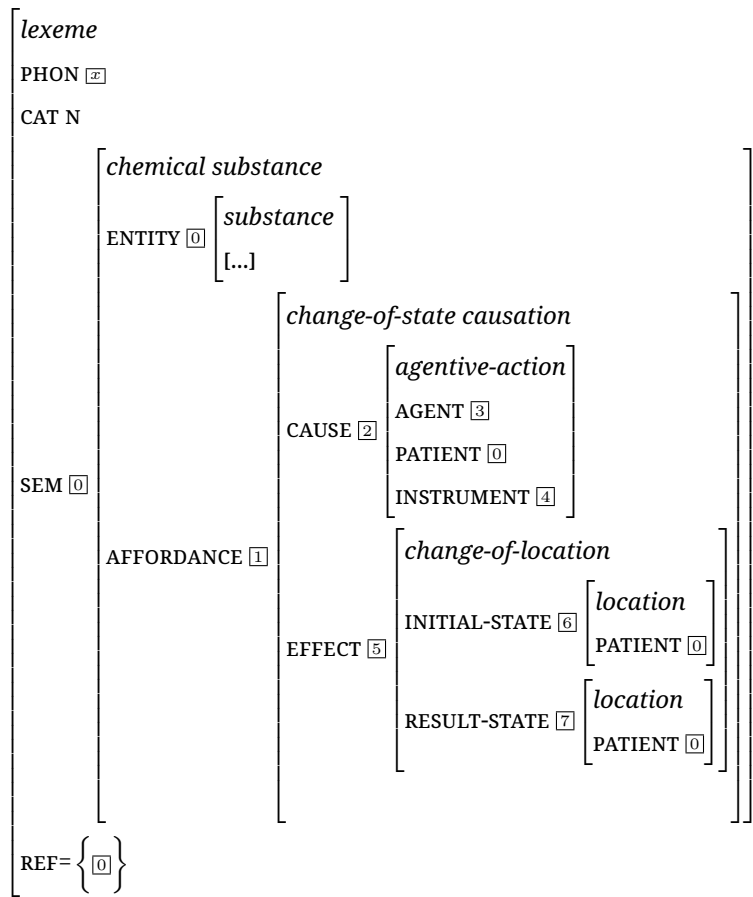 lexeme
PHON x
CAT N
chemical substance
ENTITY 0 substance
[...]
change-of-state causation
agentive-action
CAUSE 2 AGENT 3
PATIENT 0
INSTRUMENT 4
SEM 0
AFFORDANCE 1
change-of-location
INITIAL-STATE 6 location
PATIENT 0
EFFECT 5
RESULT-STATE 7 location
PATIENT 0
REF= { 0 }